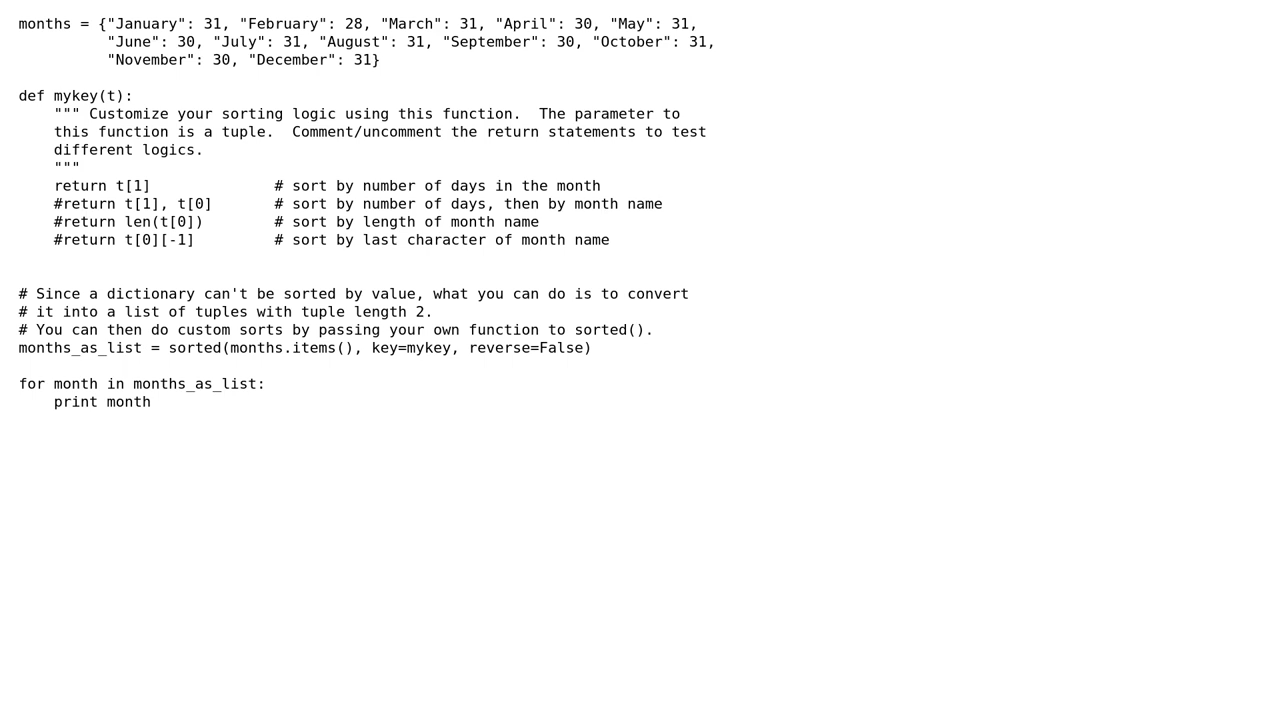 months = {"January": 31, "February": 28, "March": 31, "April": 30, "May": 31,
          "June": 30, "July": 31, "August": 31, "September": 30, "October": 31,
          "November": 30, "December": 31}

def mykey(t):
    """ Customize your sorting logic using this function.  The parameter to
    this function is a tuple.  Comment/uncomment the return statements to test
    different logics.
    """
    return t[1]              # sort by number of days in the month
    #return t[1], t[0]       # sort by number of days, then by month name
    #return len(t[0])        # sort by length of month name
    #return t[0][-1]         # sort by last character of month name


# Since a dictionary can't be sorted by value, what you can do is to convert
# it into a list of tuples with tuple length 2.
# You can then do custom sorts by passing your own function to sorted().
months_as_list = sorted(months.items(), key=mykey, reverse=False)

for month in months_as_list:
    print month